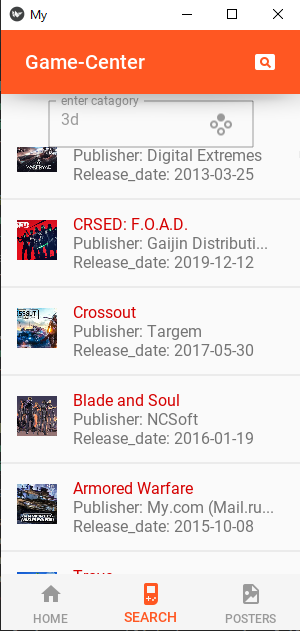 My
Game-Center
enter catagory
3d
Publisher: Digital Extremes
Release_date: 2013-03-25
CRSED: F.O.A.D.
Publisher: Gaijin Distributi...
Release_date: 2019-12-12
Crossout
Publisher: Targem
Release_date: 2017-05-30
Blade and Soul
Publisher: NCSoft
Release_date: 2016-01-19
Armored Warfare
Publisher: My.com (Mail.ru...
Release_date: 2015-10-08
HOME
SEARCH
POSTERS